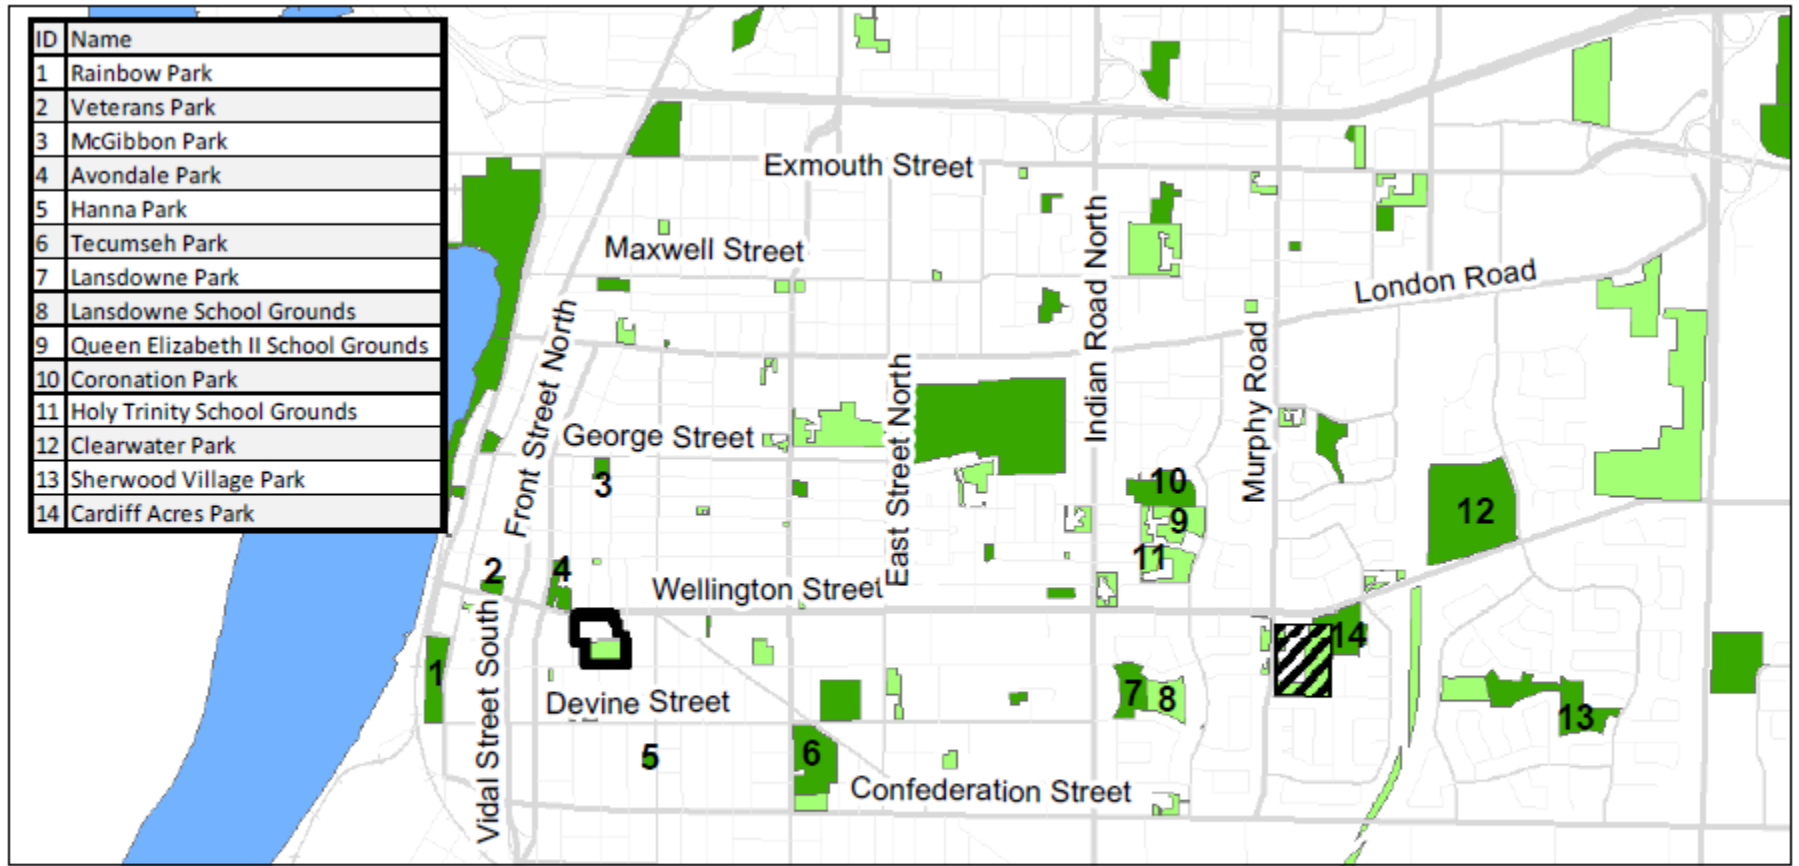 ID Name
1 Rainbow Park
2 Veterans Park
3 McGibbon Park
4 Avondale Park
5 Hanna Park
6 Tecumseh Park
7 Lansdowne Park
8 Lansdowne School Grounds
9 Queen Elizabeth II School Grounds
10 Coronation Park
11 Holy Trinity School Grounds
12 Clearwater Park
13 Sherwood Village Park
14 Cardiff Acres Park
Exmouth Street
Maxwell Street
London Road
Indian Road North
Front Street North
Murphy Road
East Street North
George Street
3
10
9
11
12
2
4
Wellington Street
14
1
Vidal Street South
Devine Street
7
8
13
5
6
Confederation Street